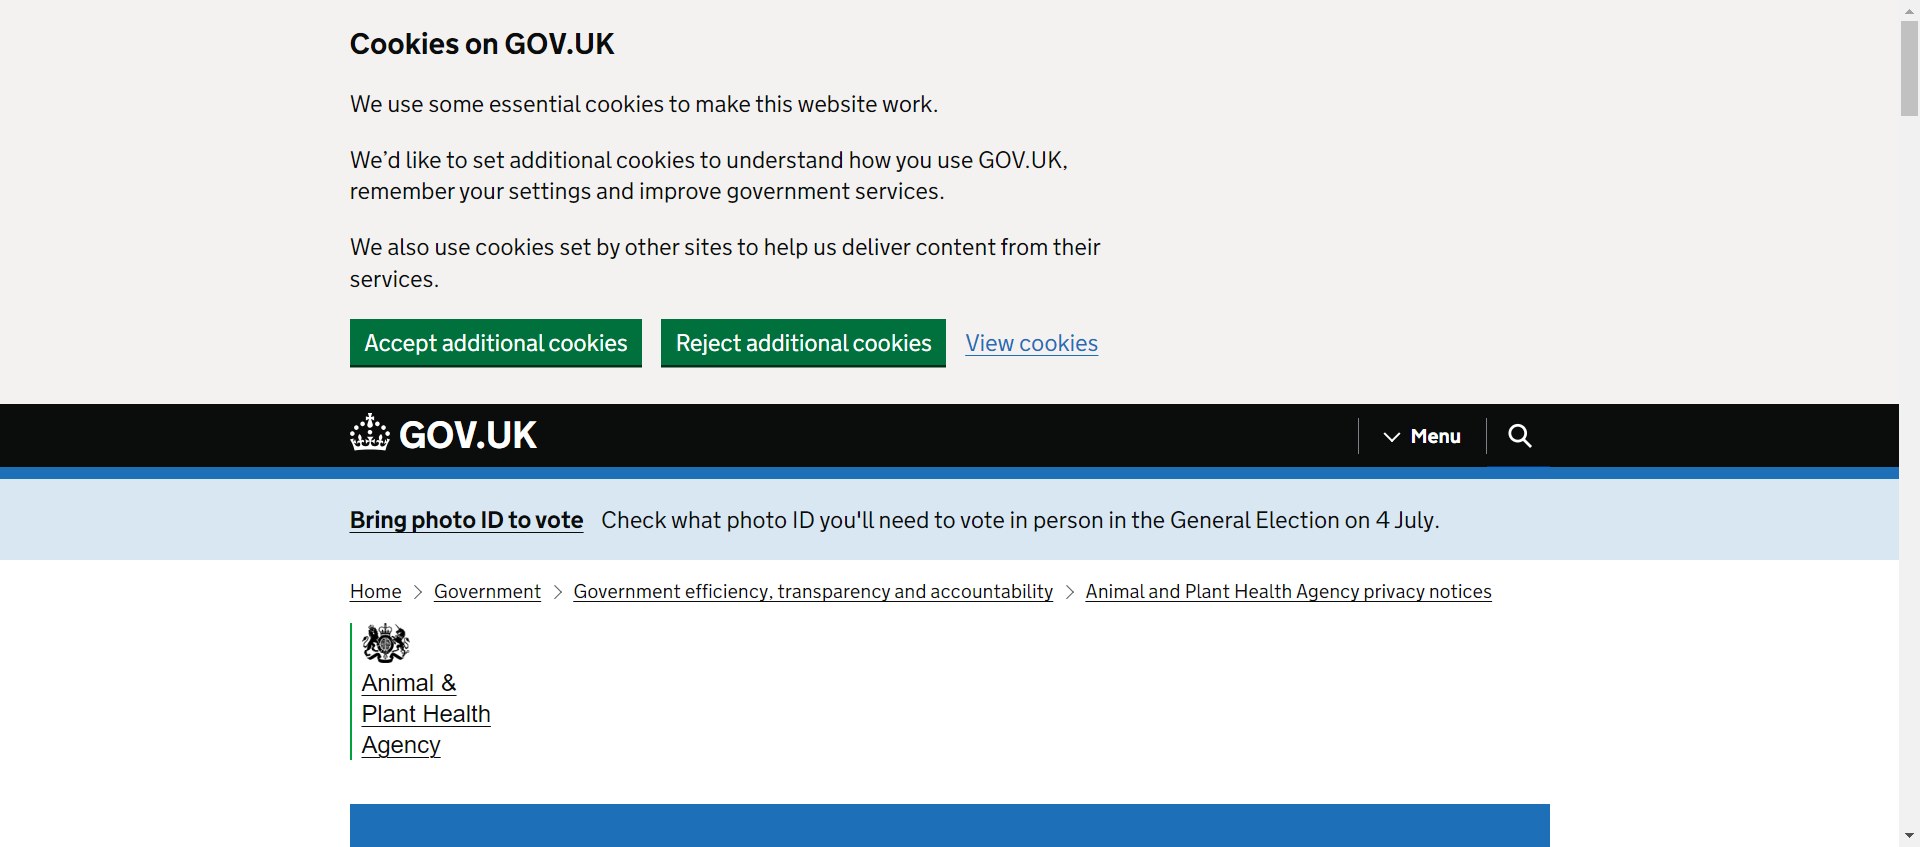 Cookies on GOV.UK
We use some essential cookies to make this website work.
We’d like to set additional cookies to understand how you use GOV.UK,
remember your settings and improve government services.
We also use cookies set by other sites to help us deliver content from their
services.
Accept additional cookies Reject additional cookies View cookies
GOV.UK Menu
Bring photo ID to vote Check what photo ID you'll need to vote in person in the General Election on 4 July.
Home Government Government efficiency, transparency and accountability Animal and Plant Health Agency privacy notices
Animal &
Plant Health
Agency